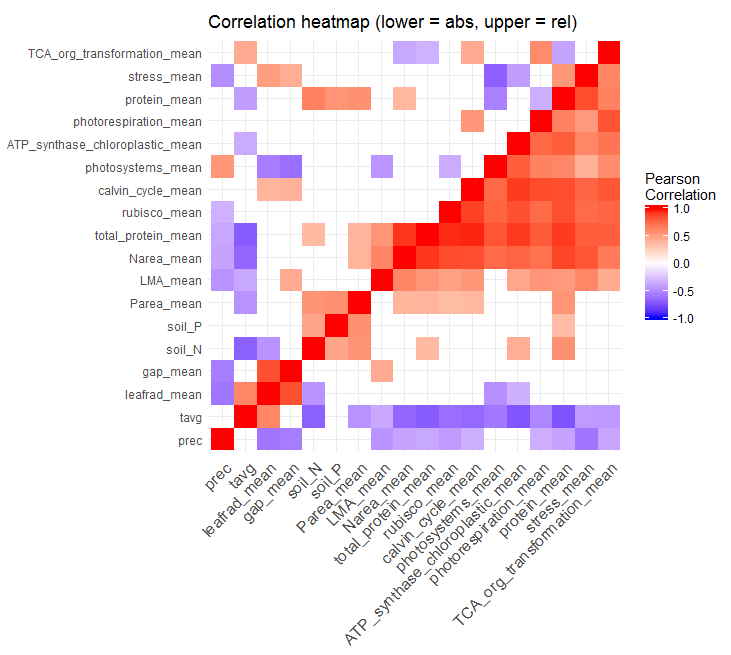 Correlation heatmap (lower = abs, upper = rel)
TCA_org_transformation_mean
stress_mean
protein_mean
photorespiration_mean
ATP_synthase_chloroplastic_mean
photosystems_mean
calvin_cycle_mean
rubisco_mean
total_protein_mean
Narea_mean
LMA_mean
Parea_mean
soil_P
soil_N
gap_mean
leafrad_mean
tavg
prec
prec
tavg
leafrad_mean
gap_mean
soil_N
soil_P
Parea_mean
LMA_mean
Narea_mean
total_protein_mean
rubisco_mean
calvin_cycle_mean
photosystems_mean
ATP_synthase_chloroplastic_mean
photorespiration_mean
protein_mean
stress_mean
TCA_org_transformation_mean
Pearson
Correlation
1.0
0.5
0.0
-0.5
-1.0